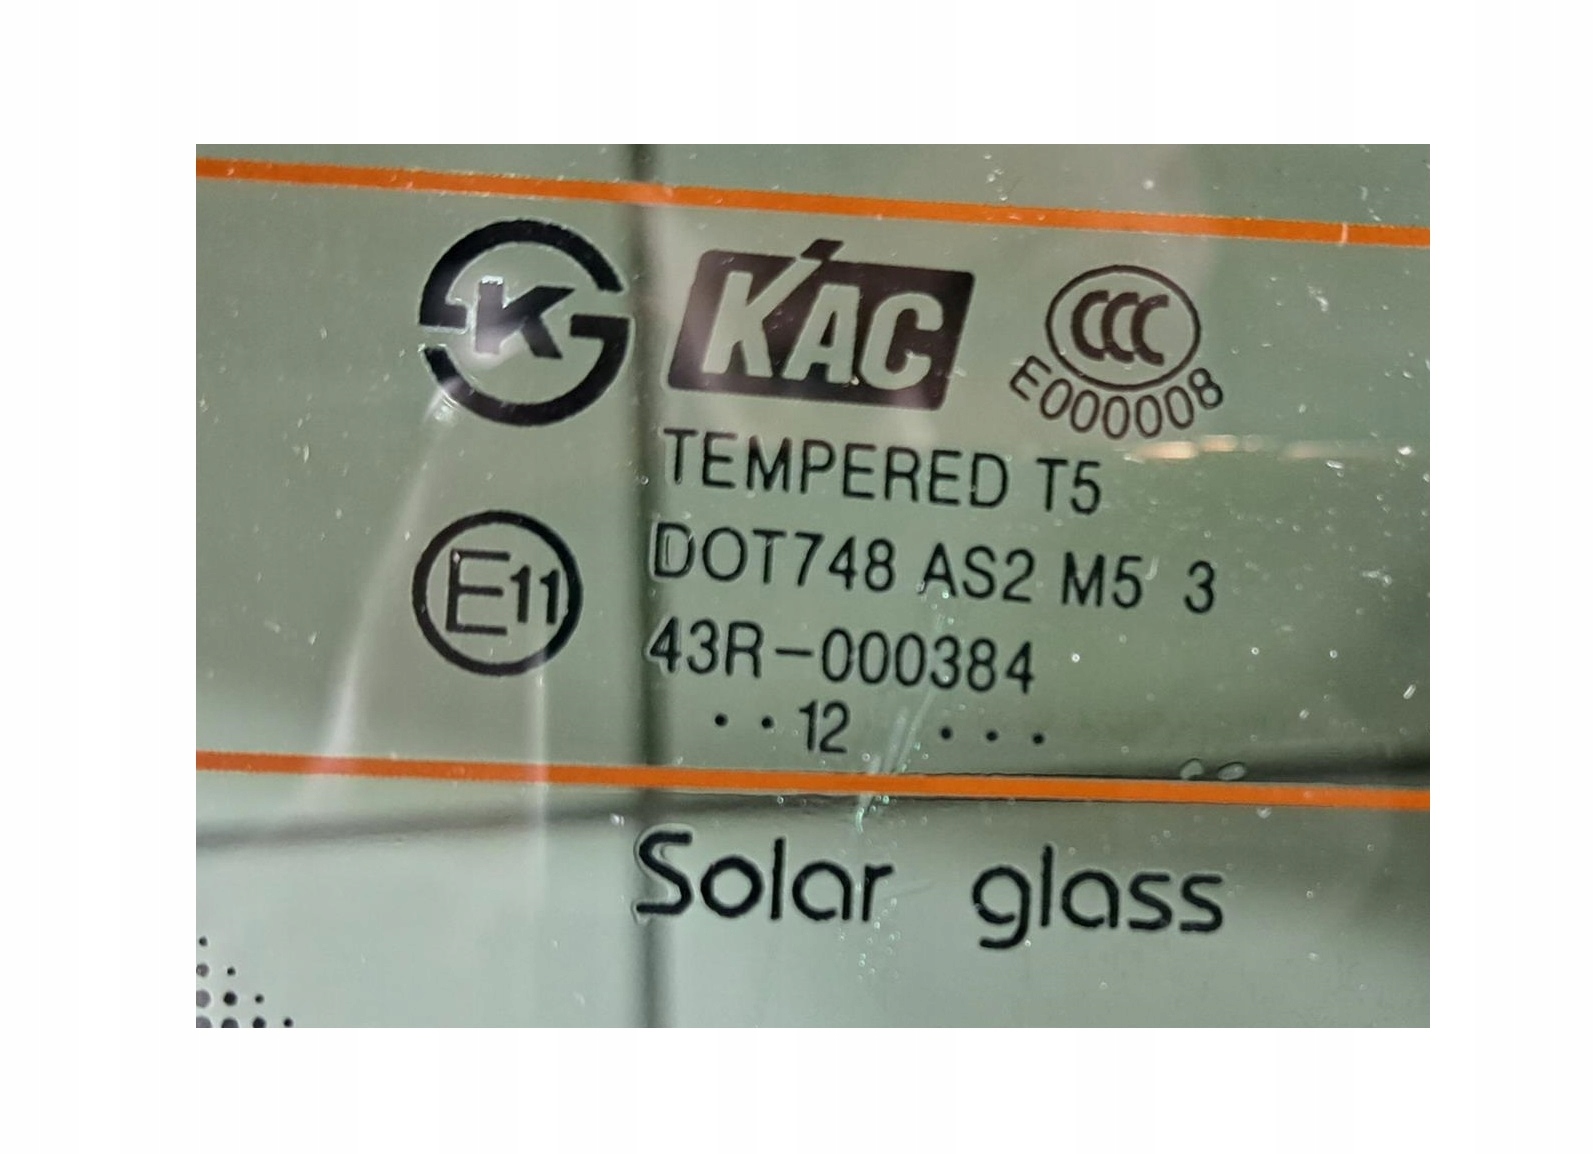 K KAC CCC
E000008
TEMPERED T5
DOT748 AS2 M5 3
E11
43R-000384
··12 ···
Solar glass